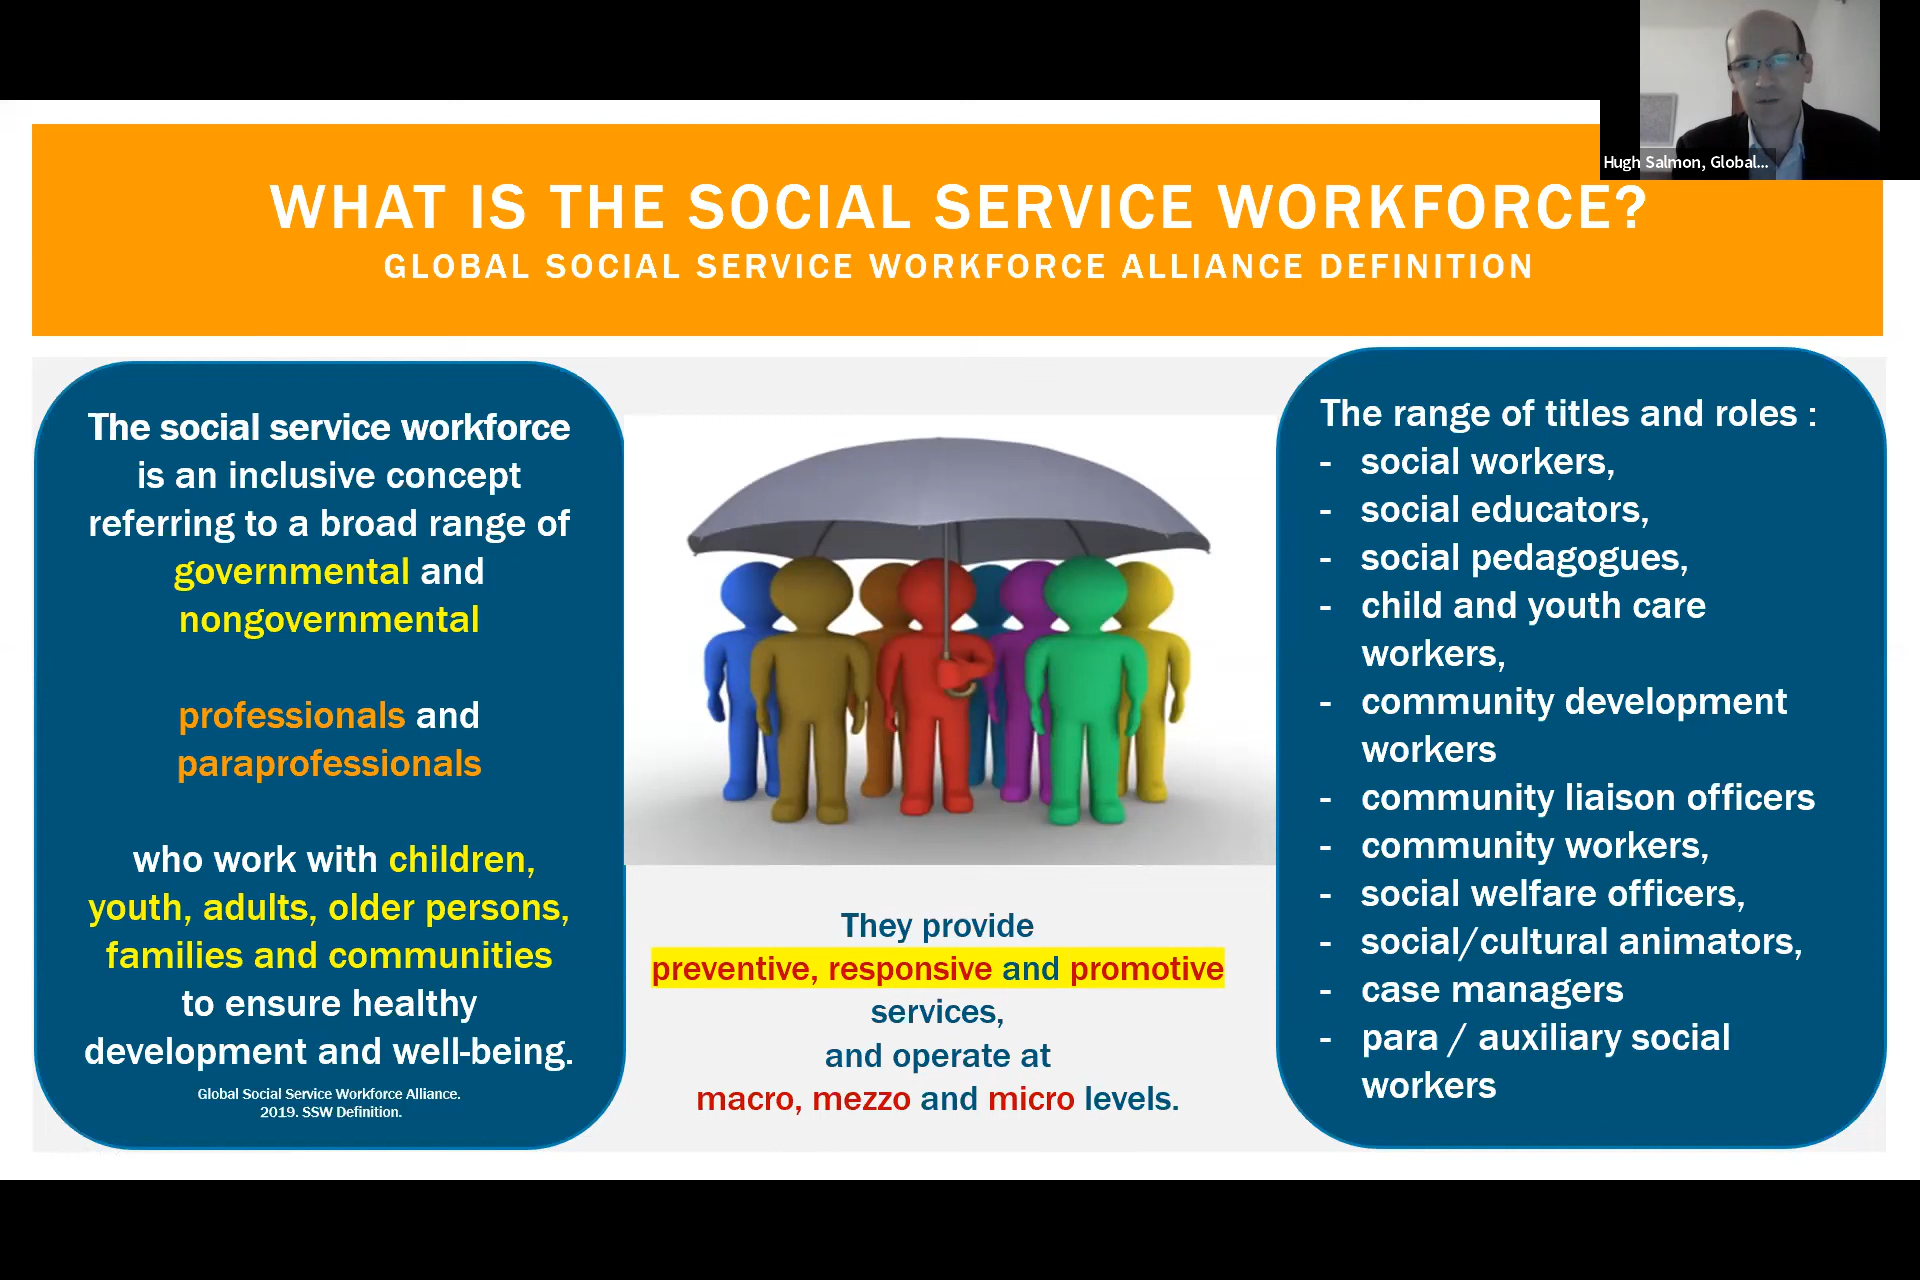 Hugh Salmon, Global...
WHAT IS THE SOCIAL SERVICE WORKFORCE?
GLOBAL SOCIAL SERVICE WORKFORCE ALLIANCE DEFINITION
The social service workforce
is an inclusive concept
referring to a broad range of
governmental and
nongovernmental
professionals and
paraprofessionals
who work with children,
youth, adults, older persons,
families and communities
to ensure healthy
development and well-being.
Global Social Service Workforce Alliance.
2019. SSW Definition.
They provide
preventive, responsive and promotive
services,
and operate at
macro, mezzo and micro levels.
The range of titles and roles :
- social workers,
- social educators,
- social pedagogues,
- child and youth care
workers,
- community development
workers
- community liaison officers
- community workers,
- social welfare officers,
- social/cultural animators,
- case managers
- para / auxiliary social
workers